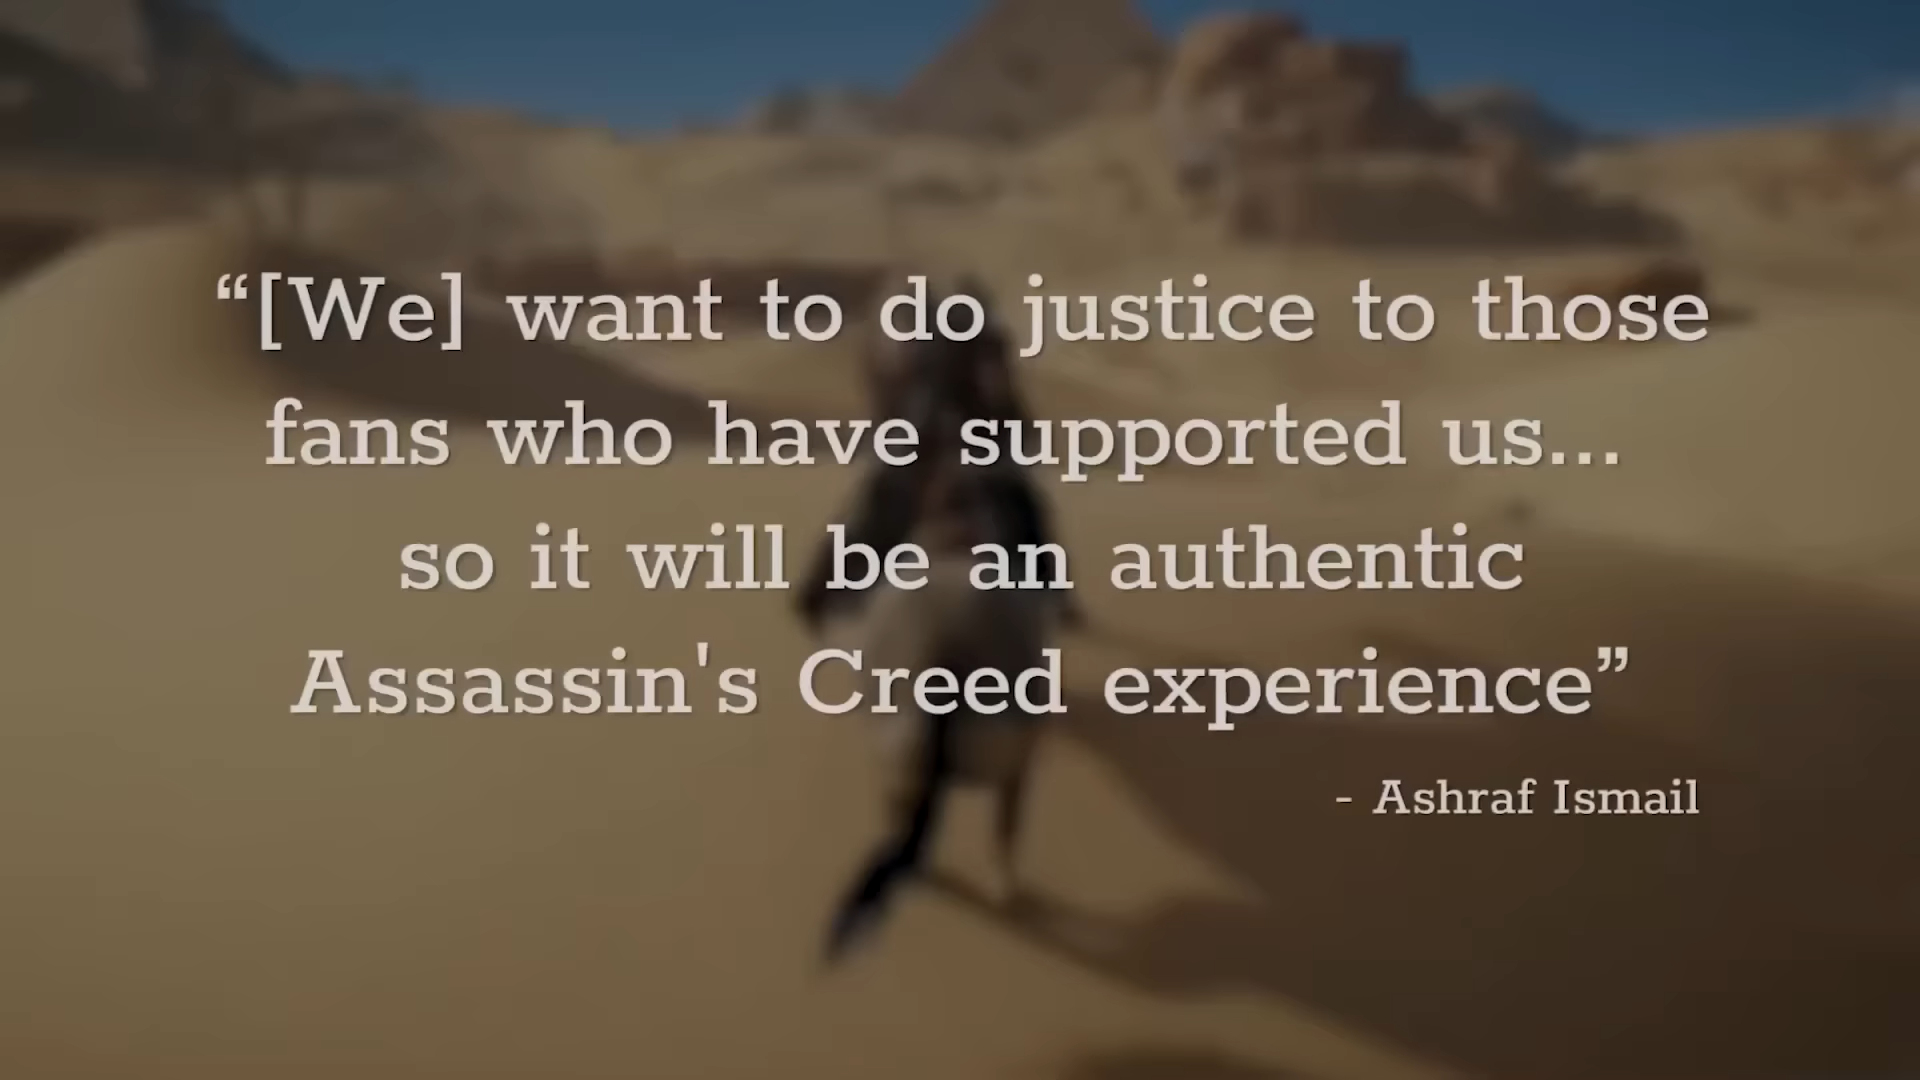 “[We] want to do justice to those
fans who have supported us...
so it will be an authentic
Assassin's Creed experience”
- Ashraf Ismail